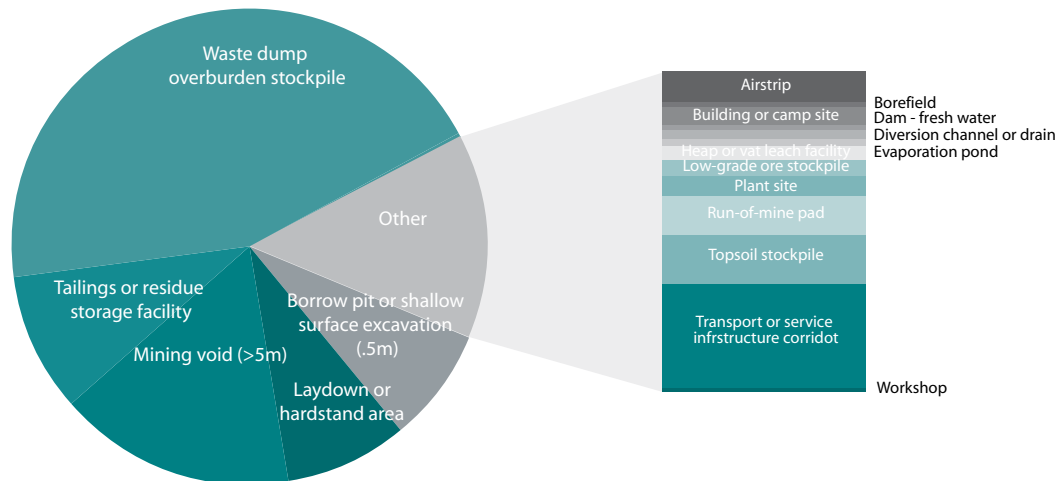 Waste dump
overburden stockpile
Other
Tailings or residue
storage facility
Borrow pit or shallow
surface excavation
(.5m)
Mining void (>5m)
Laydown or
hardstand area
Airstrip
Borefield
Building or camp site
Dam - fresh water
Diversion channel or drain
Heap or vat leach facility
Evaporation pond
Low-grade ore stockpile
Plant site
Run-of-mine pad
Topsoil stockpile
Transport or service
infrstructure corridot
Workshop